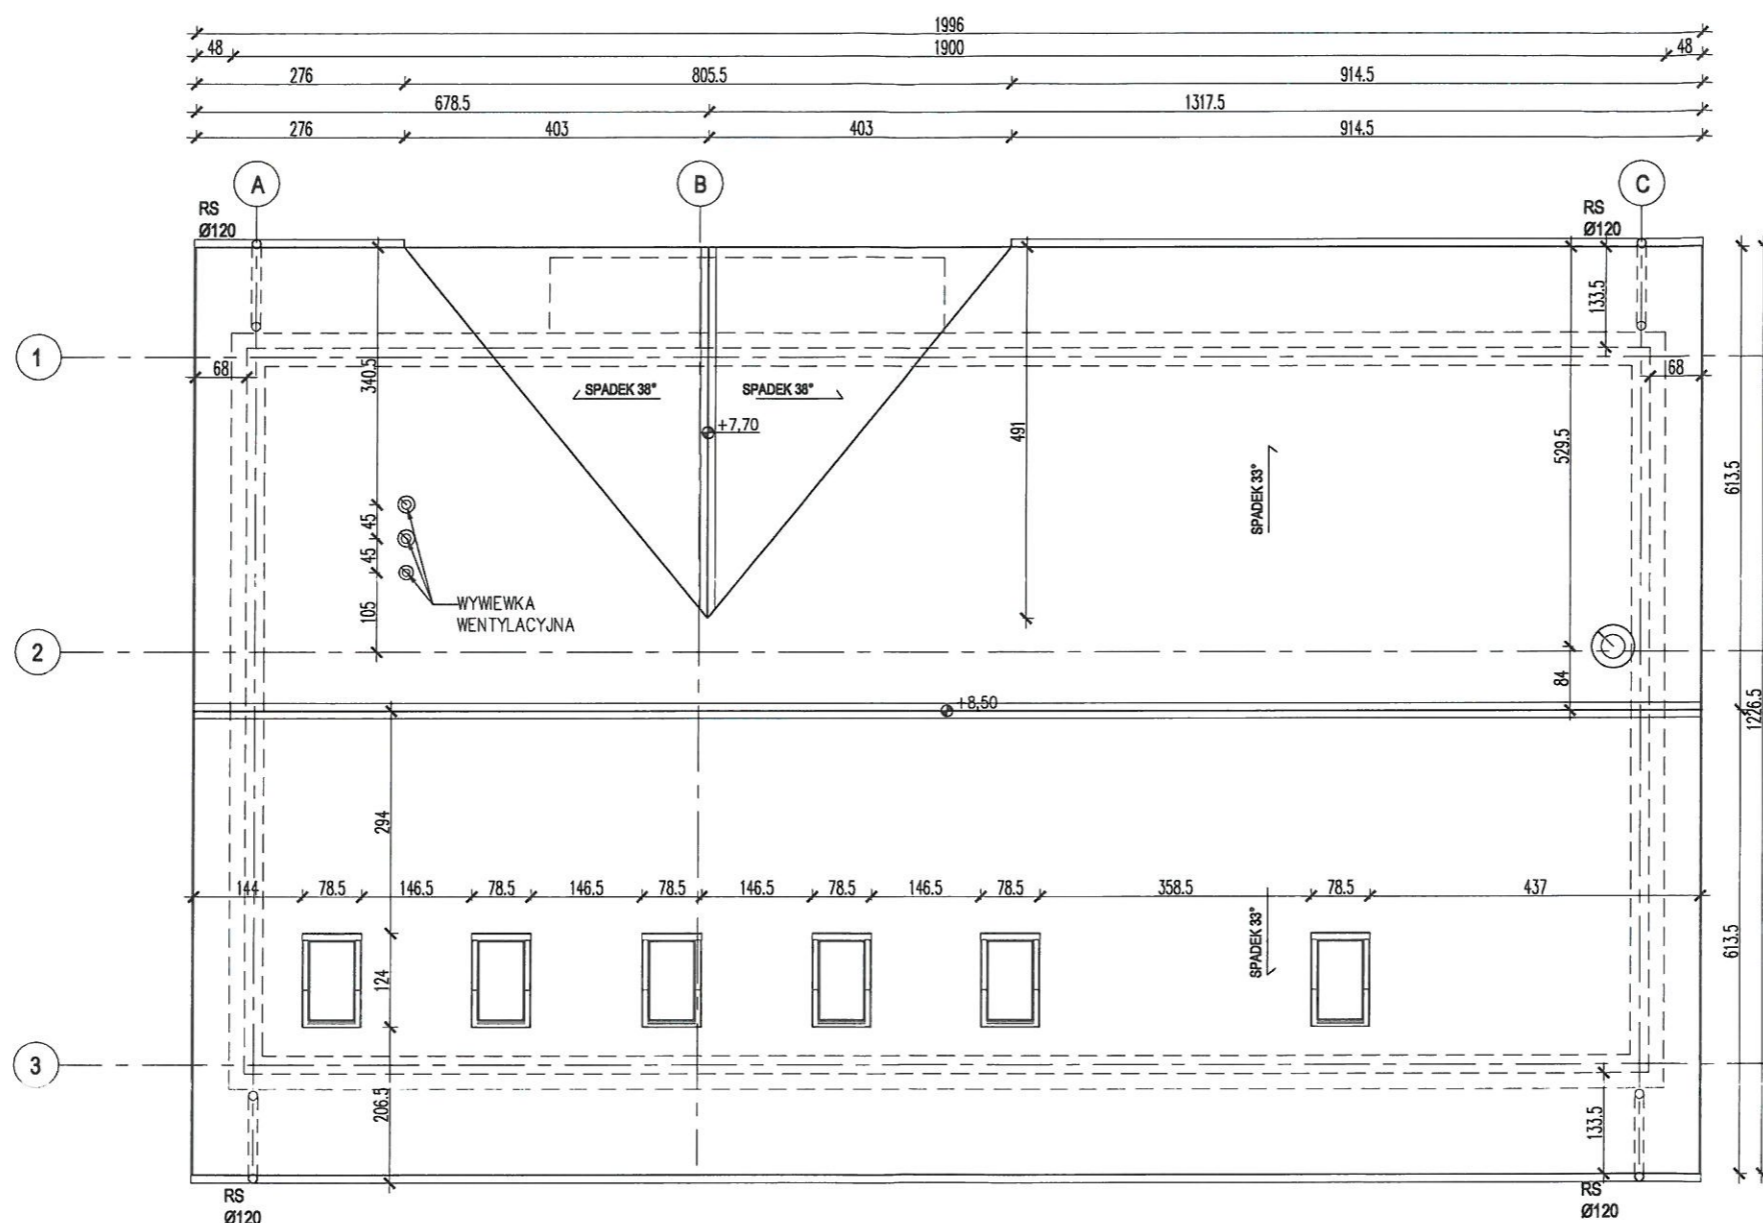 1996
48 1900 48
276 805.5 914.5
678.5 1317.5
276 403 403 914.5
A B C
RS
Ø120
RS
Ø120
133.5
1
68
68
340.5
SPADEK 38° SPADEK 38°
+7,70
491
529.5
613.5
SPADEK 33°
45
45
105
WYWIEWKA
WENTYLACYJNA
2
84
+8,50
1226.5
294
144 78.5 146.5 78.5 146.5 78.5 146.5 78.5 146.5 78.5 358.5 78.5 437
SPADEK 33°
613.5
124
3
206.5
133.5
RS
Ø120
RS
Ø120